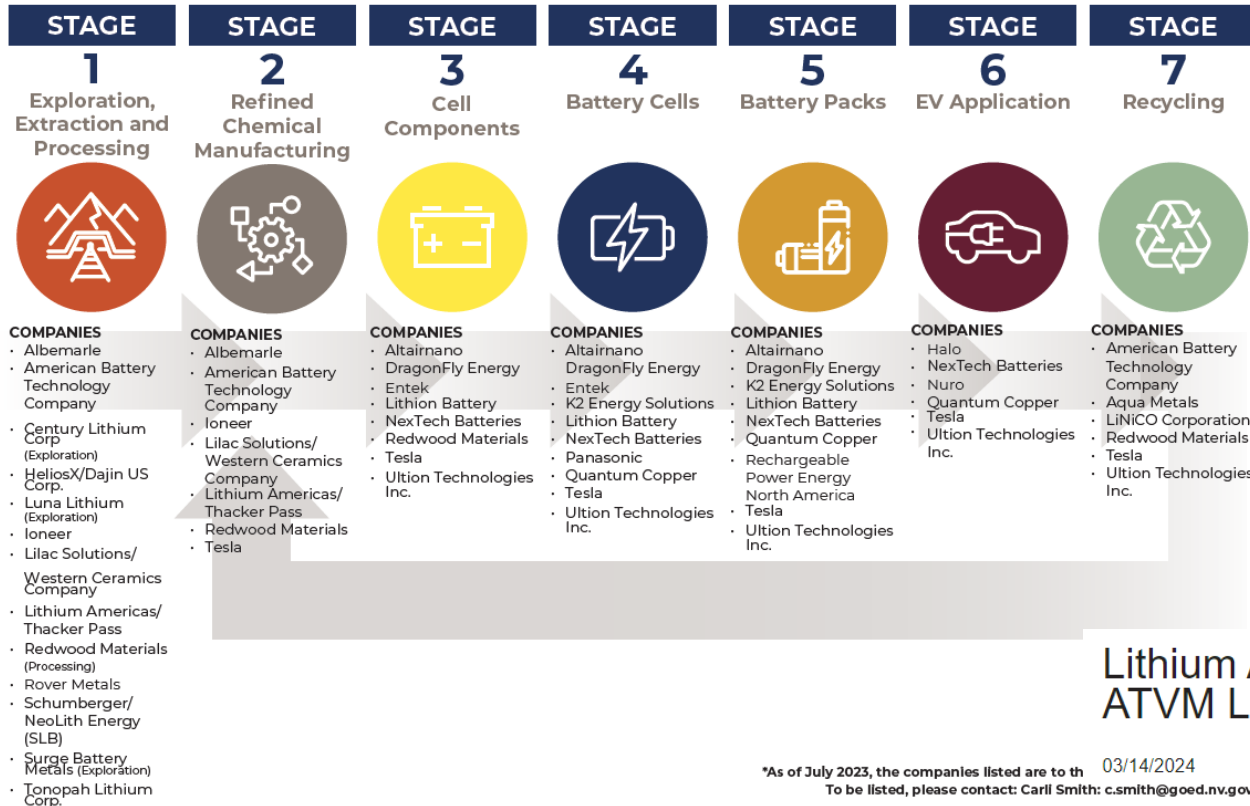 STAGE
1
Exploration,
Extraction and
Processing
COMPANIES
· Albemarle
· American Battery
Technology
Company
· Century Lithium
Corp
(Exploration)
· HeliosX/Dajin US
Corp.
· Luna Lithium
(Exploration)
· Ioneer
· Lilac Solutions/
Western Ceramics
Company
· Lithium Americas/
Thacker Pass
· Redwood Materials
(Processing)
· Rover Metals
· Schumberger/
NeoLith Energy
(SLB)
· Surge Battery
Metals (Exploration)
· Tonopah Lithium
Corp.
STAGE
2
Refined
Chemical
Manufacturing
COMPANIES
· Albemarle
· American Battery
Technology
Company
· Ioneer
· Lilac Solutions/
Western Ceramics
Company
· Lithium Americas/
Thacker Pass
· Redwood Materials
· Tesla
STAGE
3
Cell
Components
COMPANIES
· Altairnano
· DragonFly Energy
· Entek
· Lithion Battery
· NexTech Batteries
· Redwood Materials
· Tesla
· Ultion Technologies
Inc.
STAGE
4
Battery Cells
COMPANIES
· Altairnano
DragonFly Energy
· Entek
· K2 Energy Solutions
· Lithion Battery
· NexTech Batteries
· Panasonic
· Quantum Copper
· Tesla
· Ultion Technologies
Inc.
STAGE
5
Battery Packs
COMPANIES
· Altairnano
· DragonFly Energy
· K2 Energy Solutions
· Lithion Battery
· NexTech Batteries
· Quantum Copper
· Rechargeable
Power Energy
North America
· Tesla
· Ultion Technologies
Inc.
STAGE
6
EV Application
COMPANIES
· Halo
· NexTech Batteries
· Nuro
· Quantum Copper
· Tesla
· Ultion Technologies
Inc.
STAGE
7
Recycling
COMPANIES
· American Battery
Technology
Company
· Aqua Metals
· LiNiCO Corporation
· Redwood Materials
· Tesla
· Ultion Technologies
Inc.
Lithium
ATVM L
03/14/2024
*As of July 2023, the companies listed are to th
To be listed, please contact: Carli Smith: c.smith@goed.nv.gov